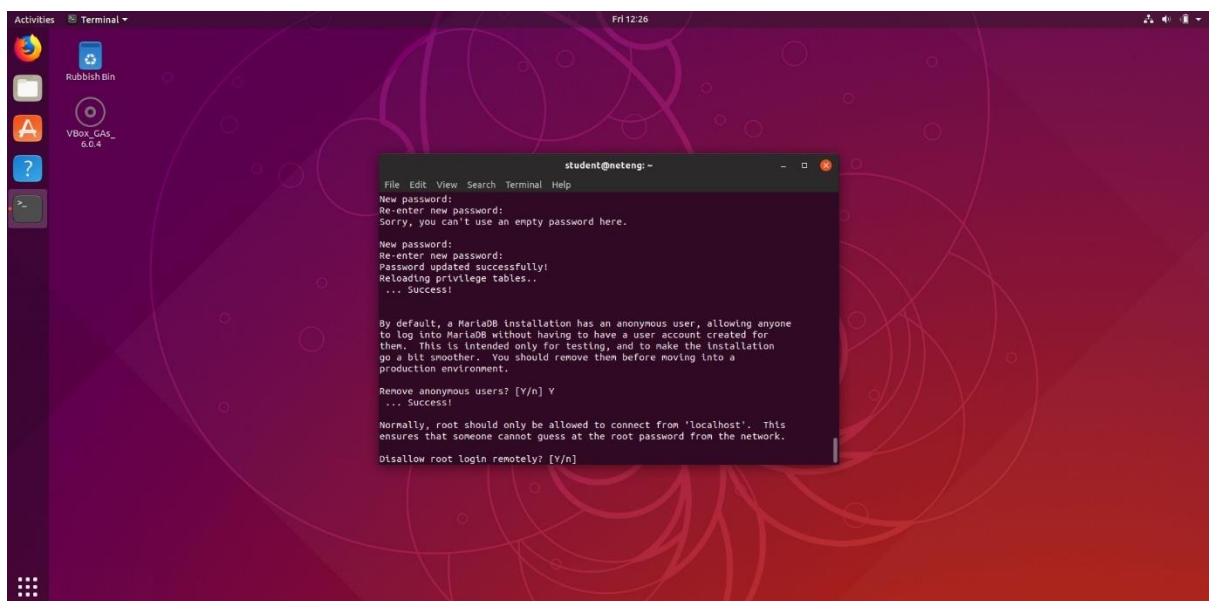 Activities
Terminal
Fri 12:26
Rubbish Bin
VBox_GAs_
6.0.4
student@neteng: ~
File Edit View Search Terminal Help
New password:
Re-enter new password:
Sorry, you can't use an empty password here.
New password:
Re-enter new password:
Password updated successfully!
Reloading privilege tables..
... Success!
By default, a MariaDB installation has an anonymous user, allowing anyone
to log into MariaDB without having to have a user account created for
them.  This is intended only for testing, and to make the installation
go a bit smoother.  You should remove them before moving into a
production environment.
Remove anonymous users? [Y/n] Y
... Success!
Normally, root should only be allowed to connect from 'localhost'.  This
ensures that someone cannot guess at the root password from the network.
Disallow root login remotely? [Y/n]